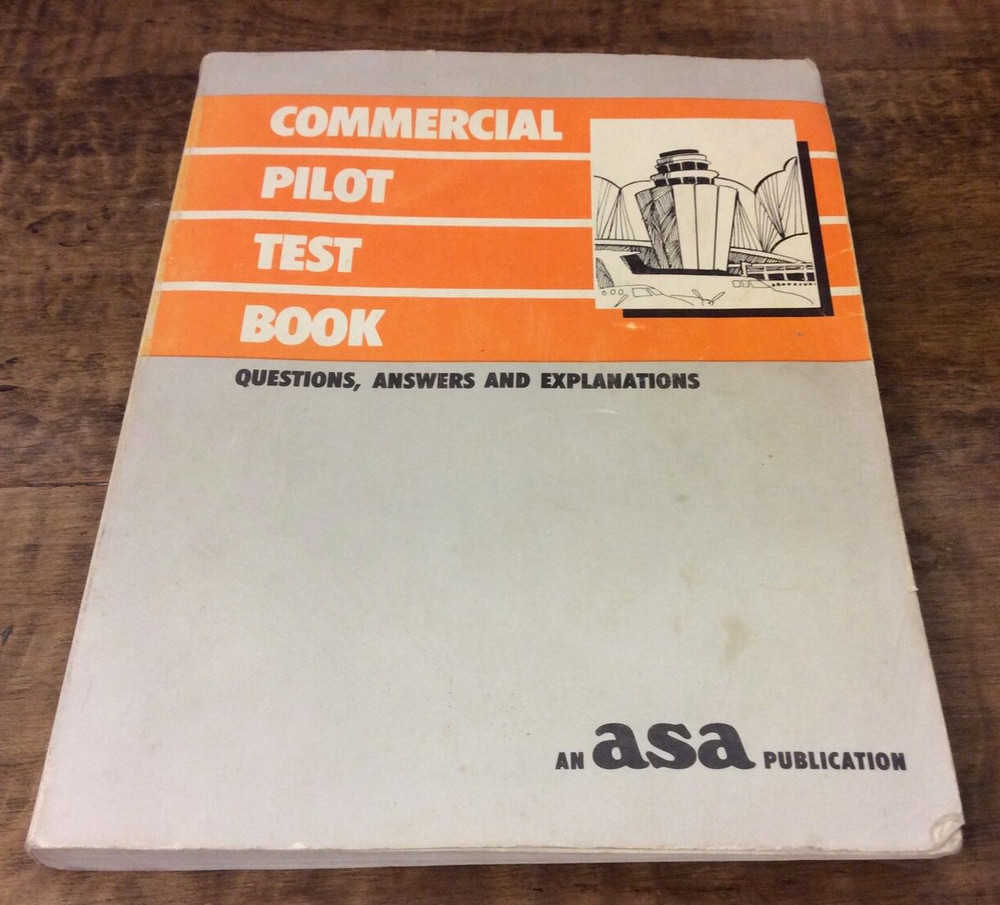 COMMERCIAL
PILOT
TEST
BOOK
QUESTIONS, ANSWERS AND EXPLANATIONS
AN asa PUBLICATION